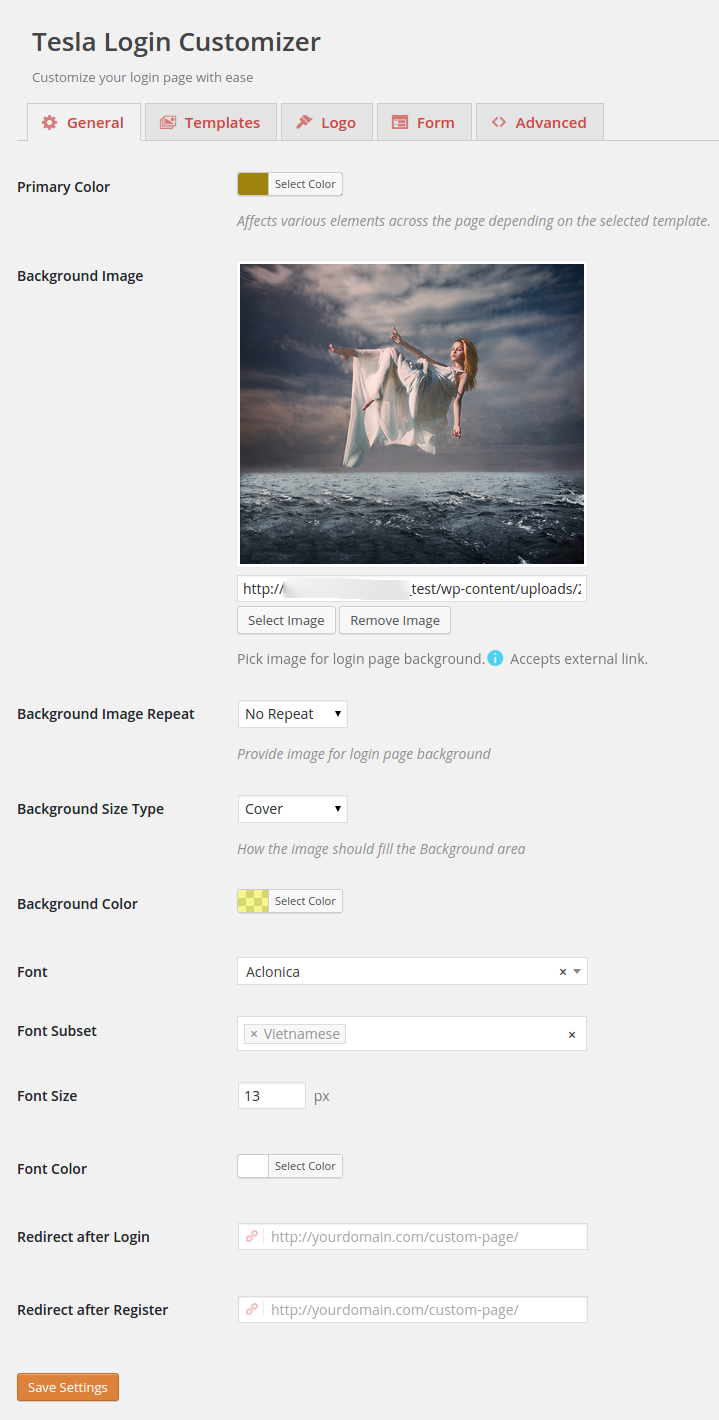 Tesla Login Customizer
Customize your login page with ease
General Templates Logo Form Advanced
Primary Color Select Color
Affects various elements across the page depending on the selected template.
Background Image
http:// _test/wp-content/uploads/2
Select Image Remove Image
Pick image for login page background. Accepts external link.
Background Image Repeat No Repeat
Provide image for login page background
Background Size Type Cover
How the image should fill the Background area
Background Color Select Color
Font Aclonica ×
Font Subset × Vietnamese ×
Font Size 13 px
Font Color Select Color
Redirect after Login http://yourdomain.com/custom-page/
Redirect after Register http://yourdomain.com/custom-page/
Save Settings